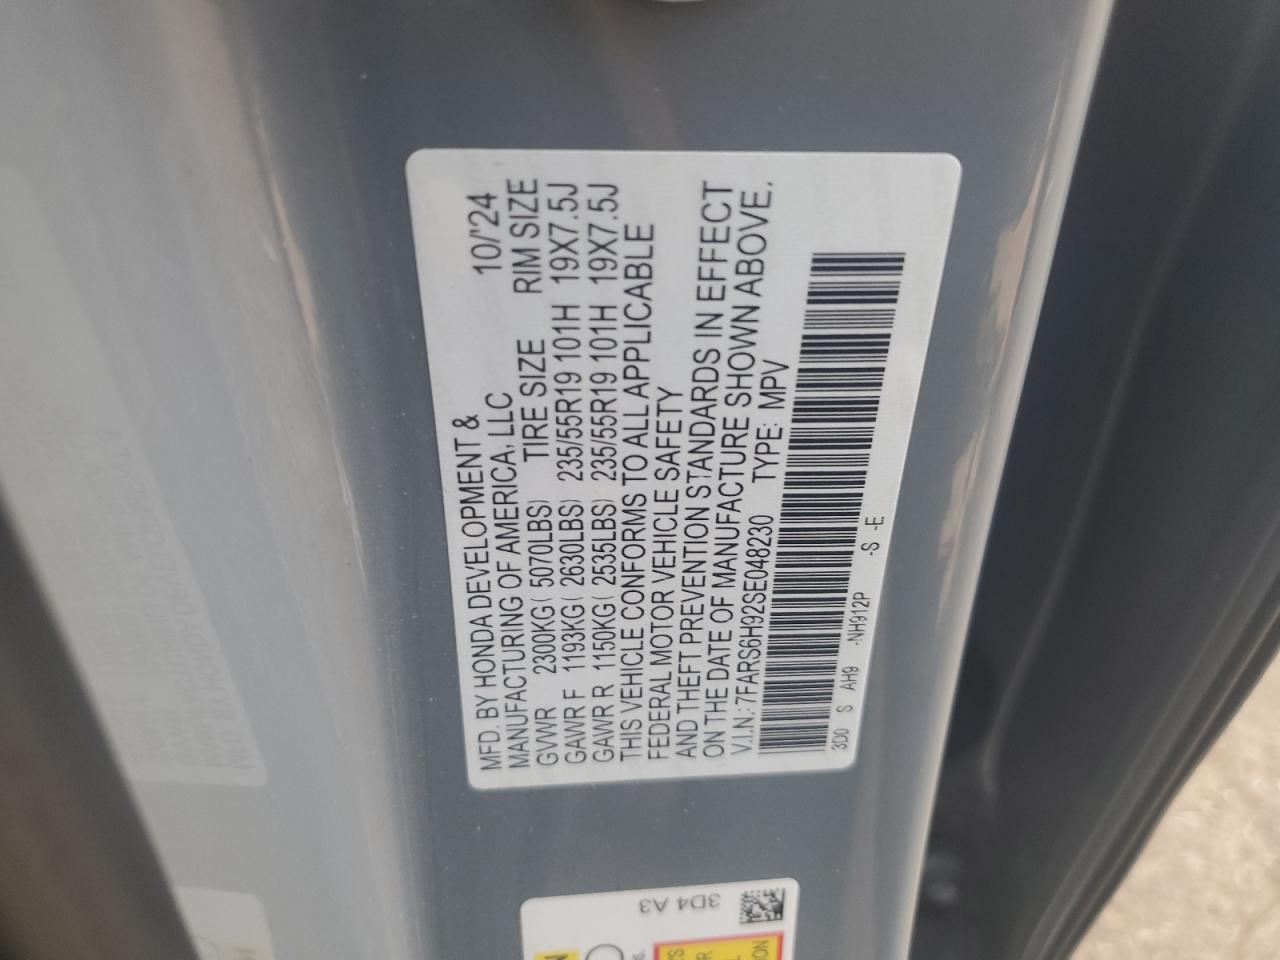 MFD. BY HONDA DEVELOPMENT &
MANUFACTURING OF AMERICA, LLC 10/'24
GVWR 2300KG( 5070LBS) TIRE SIZE RIM SIZE
GAWR F 1193KG( 2630LBS) 235/55R19 101H 19X7.5J
GAWR R 1150KG( 2535LBS) 235/55R19 101H 19X7.5J
THIS VEHICLE CONFORMS TO ALL APPLICABLE
FEDERAL MOTOR VEHICLE SAFETY
AND THEFT PREVENTION STANDARDS IN EFFECT
ON THE DATE OF MANUFACTURE SHOWN ABOVE.
V.I.N.: 7FARS6H92SE048230 TYPE: MPV
3D0 S AH9 -NH912P -S -E
3D4 A3